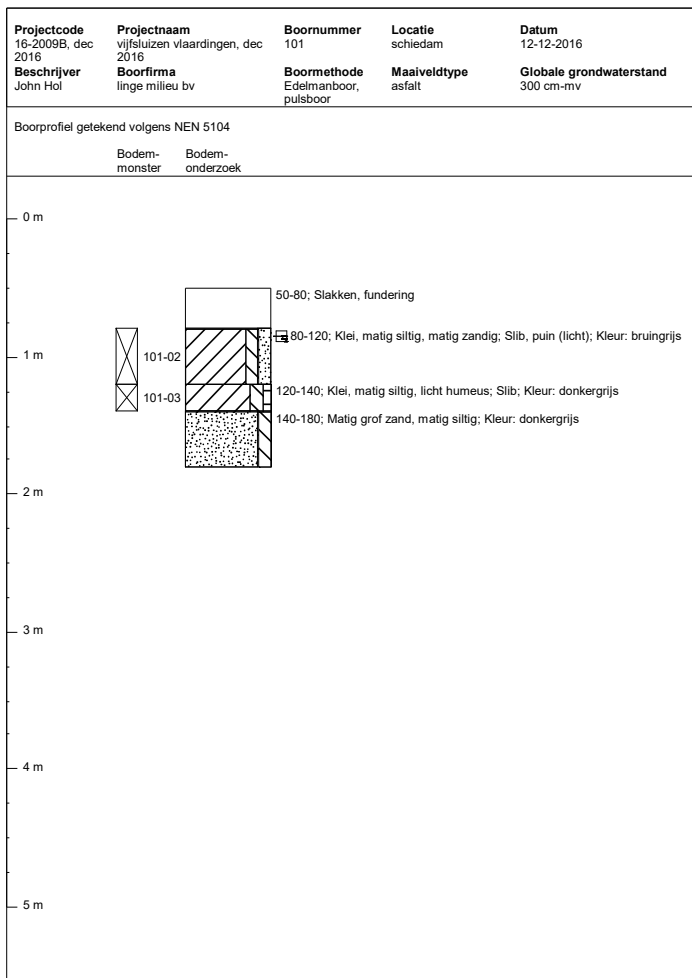 Projectcode Projectnaam Boornummer Locatie Datum
16-2009B, dec vijfsluizen vlaardingen, dec 101 schiedam 12-12-2016
2016 2016
Beschrijver Boorfirma Boormethode Maaiveldtype Globale grondwaterstand
John Hol linge milieu bv Edelmanboor, asfalt 300 cm-mv
pulsboor
Boorprofiel getekend volgens NEN 5104
Bodem- Bodem-
monster onderzoek
0 m
50-80; Slakken, fundering
80-120; Klei, matig siltig, matig zandig; Slib, puin (licht); Kleur: bruingrijs
1 m 101-02
120-140; Klei, matig siltig, licht humeus; Slib; Kleur: donkergrijs
101-03
140-180; Matig grof zand, matig siltig; Kleur: donkergrijs
2 m
3 m
4 m
5 m